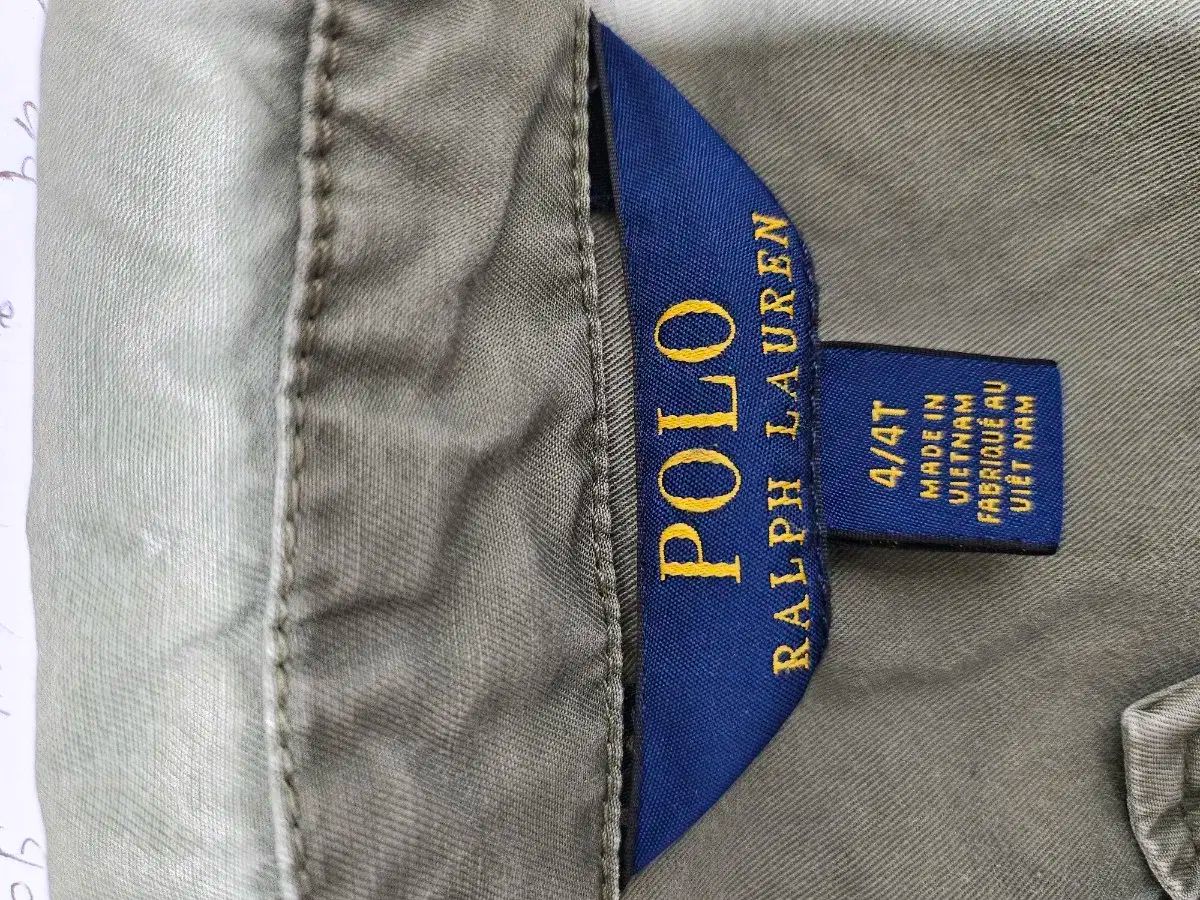 POLO
RALPH LAUREN
4/4T
MADE IN
VIETNAM
FABRIQUÉ AU
VIÊT NAM